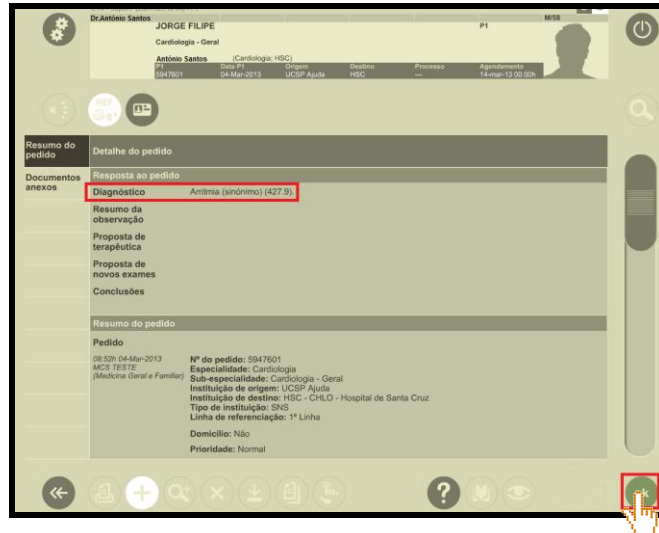 Dr.António Santos
M/58
JORGE FILIPE
P1
Cardiologia - Geral
António Santos (Cardiologia; HSC)
P1 Data P1 Origem Destino Processo Agendamento
5947601 04-Mar-2013 UCSP Ajuda HSC --- 14-mar-13 00:00h
REF
Resumo do pedido
Detalhe do pedido
Documentos anexos
Resposta ao pedido
Diagnóstico Arritmia (sinónimo) (427.9).
Resumo da observação
Proposta de terapêutica
Proposta de novos exames
Conclusões
Resumo do pedido
Pedido
08:52h 04-Mar-2013
MCS TESTE
(Medicina Geral e Familiar)
Nº do pedido: 5947601
Especialidade: Cardiologia
Sub-especialidade: Cardiologia - Geral
Instituição de origem: UCSP Ajuda
Instituição de destino: HSC - CHLO - Hospital de Santa Cruz
Tipo de instituição: SNS
Linha de referenciação: 1ª Linha
Domicílio: Não
Prioridade: Normal
?
ok